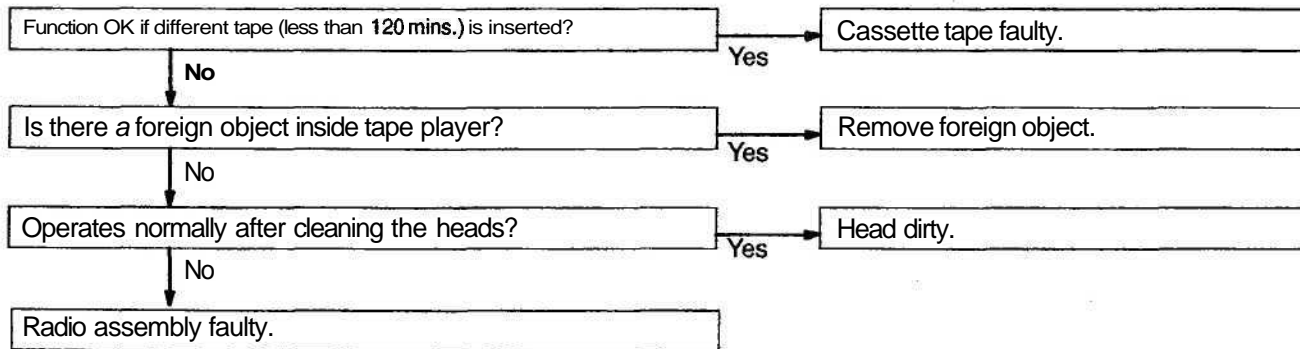 Function OK if different tape (less than 120 mins.) is inserted?
Yes
Cassette tape faulty.
No
Is there a foreign object inside tape player?
Yes
Remove foreign object.
No
Operates normally after cleaning the heads?
Yes
Head dirty.
No
Radio assembly faulty.